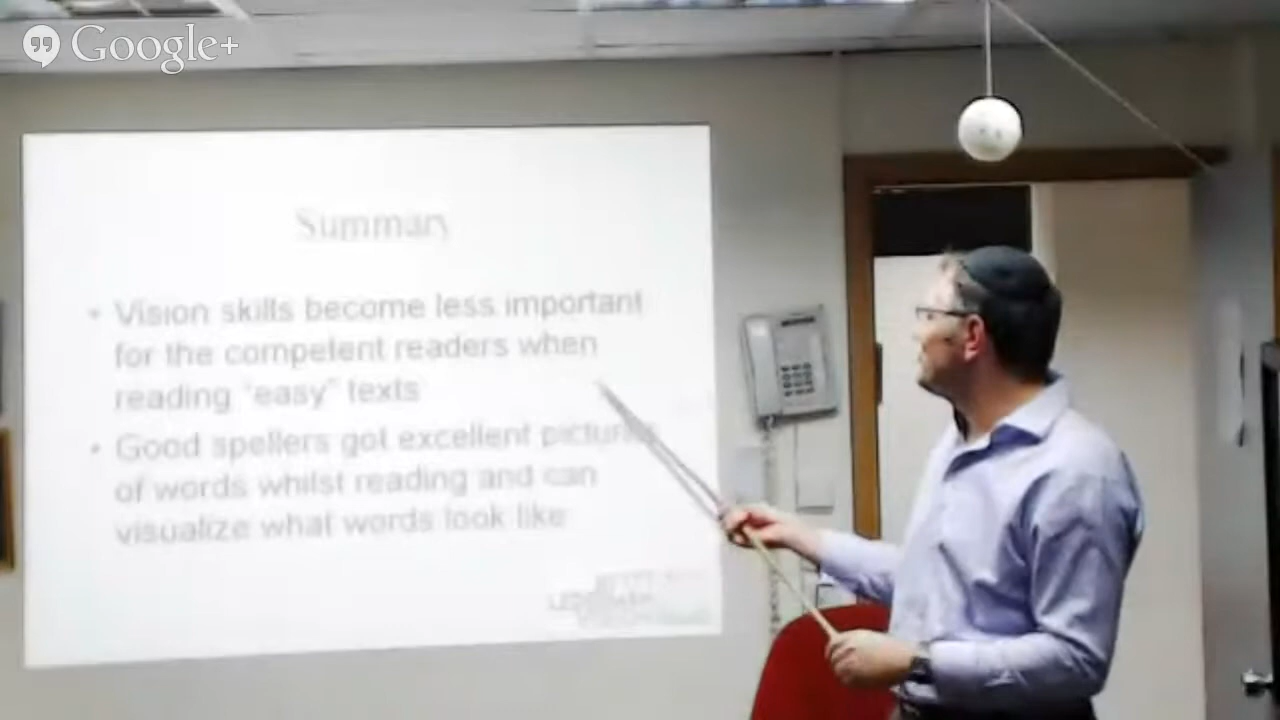 Google+
Summary
• Vision skills become less important
for the competent readers when
reading "easy" texts
• Good spellers got excellent pictures
of words whilst reading and can
visualize what words look like